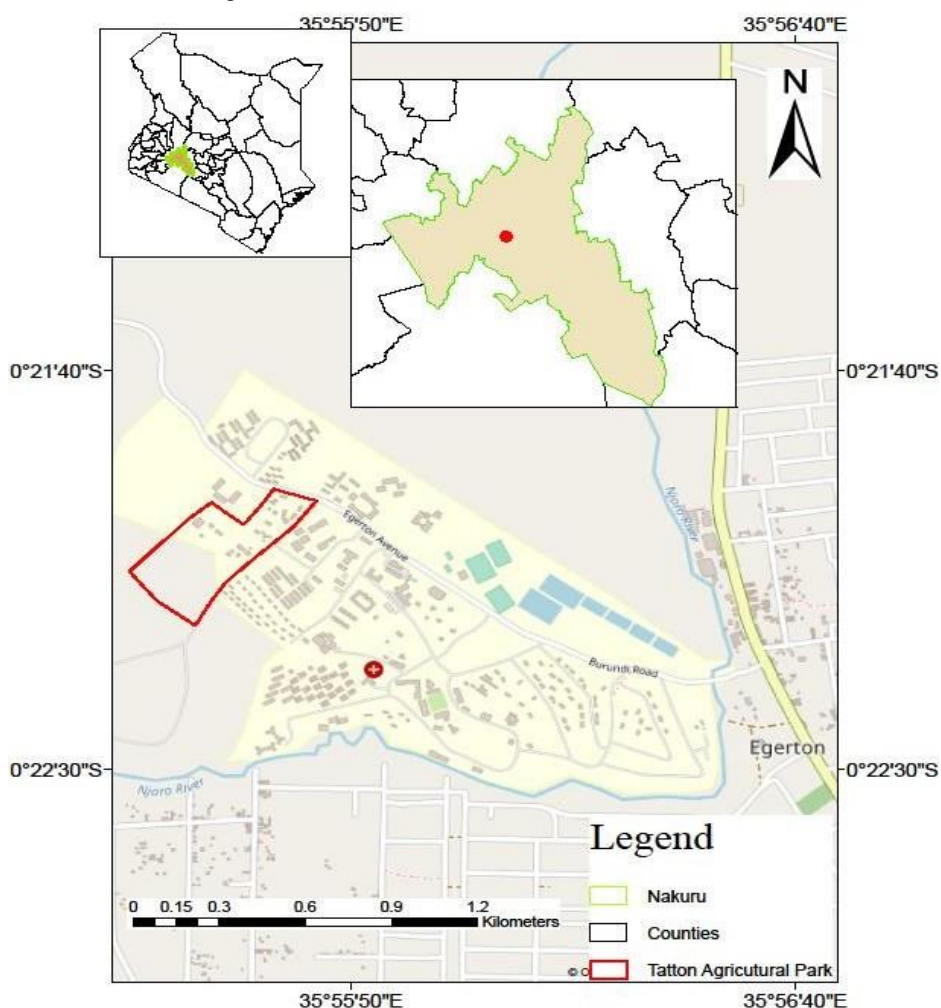 35°55'50"E
35°56'40"E
N
0°21'40"S
0°21'40"S
Njoro River
Egerton Avenue
Burundi Road
Egerton
0°22'30"S
0°22'30"S
Njoro River
Legend
Nakuru
Counties
Tatton Agricutural Park
0 0.15 0.3 0.6 0.9 1.2
Kilometers
©
35°55'50"E
35°56'40"E